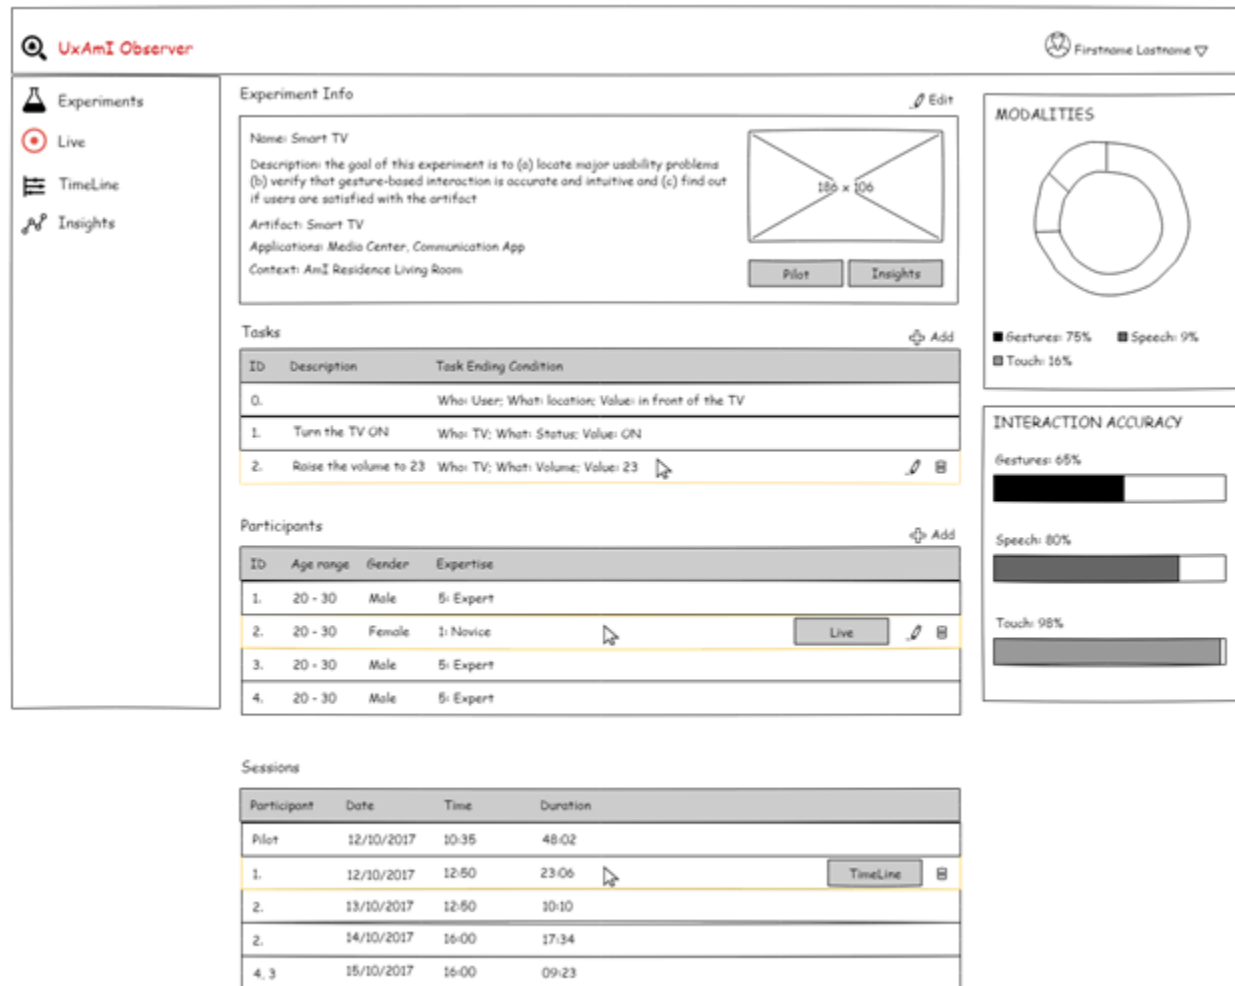 UxAmI Observer
Firstname Lastname
Experiments
Live
TimeLine
Insights
Experiment Info
Edit
Name: Smart TV
Description: the goal of this experiment is to (a) locate major usability problems
(b) verify that gesture-based interaction is accurate and intuitive and (c) find out
if users are satisfied with the artifact
Artifact: Smart TV
Applications: Media Center, Communication App
Context: AmI Residence Living Room
186 x 106
Pilot
Insights
Tasks
Add
ID Description Task Ending Condition
0. Who: User; What: location; Value: in front of the TV
1. Turn the TV ON Who: TV; What: Status; Value: ON
2. Raise the volume to 23 Who: TV; What: Volume; Value: 23
Participants
Add
ID Age range Gender Expertise
1. 20 - 30 Male 5: Expert
2. 20 - 30 Female 1: Novice Live
3. 20 - 30 Male 5: Expert
4. 20 - 30 Male 5: Expert
Sessions
Participant Date Time Duration
Pilot 12/10/2017 10:35 48:02
1. 12/10/2017 12:50 23:06 TimeLine
2. 13/10/2017 12:50 10:10
2. 14/10/2017 16:00 17:34
4, 3 15/10/2017 16:00 09:23
MODALITIES
Gestures: 75% Speech: 9%
Touch: 16%
INTERACTION ACCURACY
Gestures: 65%
Speech: 80%
Touch: 98%